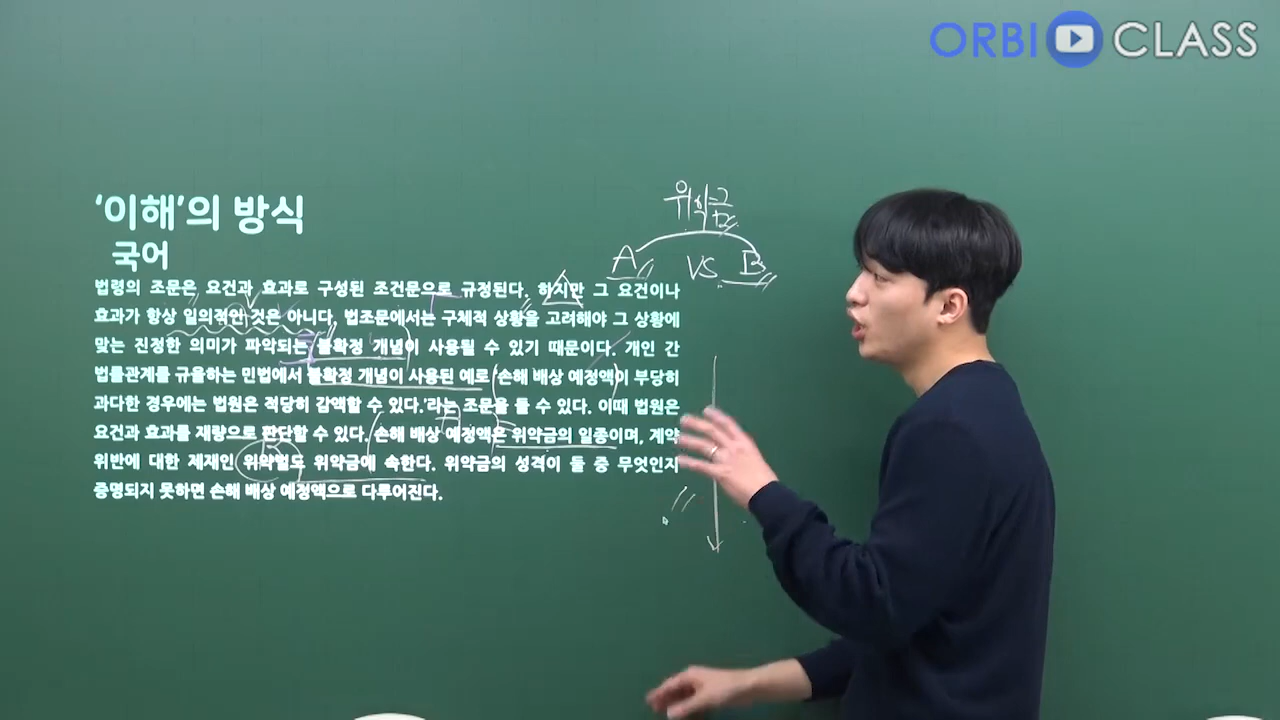 ORBI CLASS
'이해'의 방식
국어
위약금
A VS B
법령의 조문은 요건과 효과로 구성된 조건문으로 규정된다. 하지만 그 요건이나
효과가 항상 일의적인 것은 아니다. 법조문에서는 구체적 상황을 고려해야 그 상황에
맞는 진정한 의미가 파악되는 불확정 개념이 사용될 수 있기 때문이다. 개인 간
법률관계를 규율하는 민법에서 불확정 개념이 사용된 예로 '손해 배상 예정액이 부당히
과다한 경우에는 법원은 적당히 감액할 수 있다.'라는 조문을 들 수 있다. 이때 법원은
요건과 효과를 재량으로 판단할 수 있다. 손해 배상 예정액은 위약금의 일종이며, 계약
위반에 대한 제재인 위약벌도 위약금에 속한다. 위약금의 성격이 둘 중 무엇인지
증명되지 못하면 손해 배상 예정액으로 다루어진다.